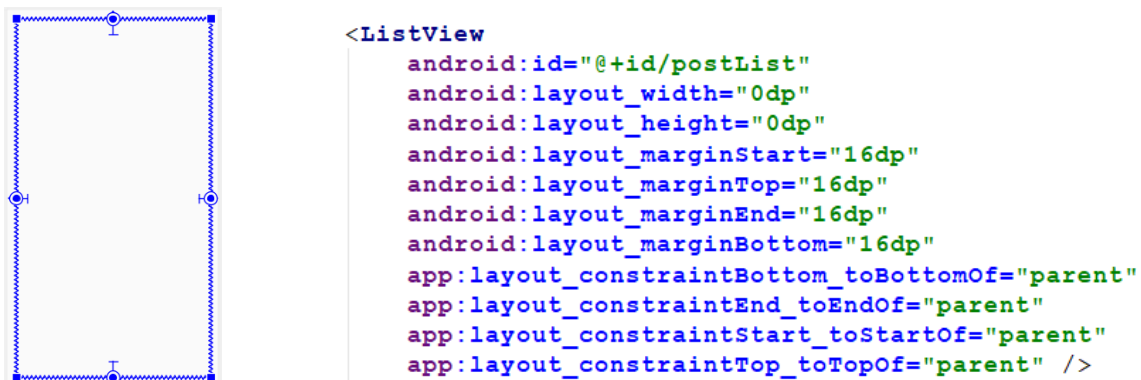 <ListView
android:id="@+id/postList"
android:layout_width="0dp"
android:layout_height="0dp"
android:layout_marginStart="16dp"
android:layout_marginTop="16dp"
android:layout_marginEnd="16dp"
android:layout_marginBottom="16dp"
app:layout_constraintBottom_toBottomOf="parent"
app:layout_constraintEnd_toEndOf="parent"
app:layout_constraintStart_toStartOf="parent"
app:layout_constraintTop_toTopOf="parent" />